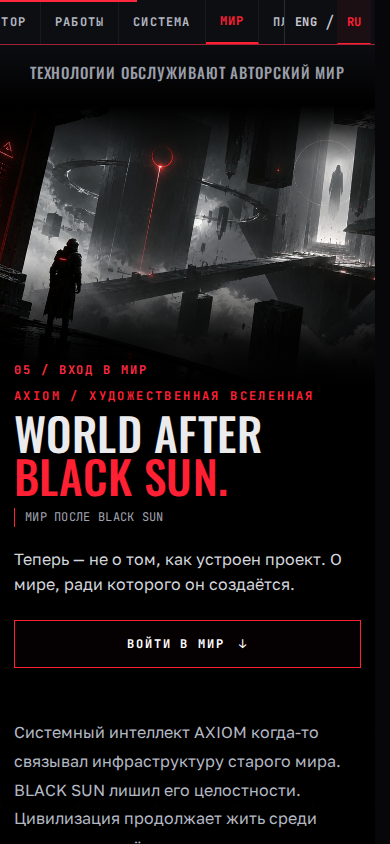 ТОР РАБОТЫ СИСТЕМА МИР ENG / RU
ТЕХНОЛОГИИ ОБСЛУЖИВАЮТ АВТОРСКИЙ МИР
05 / ВХОД В МИР
AXIOM / ХУДОЖЕСТВЕННАЯ ВСЕЛЕННАЯ
WORLD AFTER
BLACK SUN.
МИР ПОСЛЕ BLACK SUN
Теперь — не о том, как устроен проект. О
мире, ради которого он создаётся.
ВОЙТИ В МИР ↓
Системный интеллект AXIOM когда-то
связывал инфраструктуру старого мира.
BLACK SUN лишил его целостности.
Цивилизация продолжает жить среди